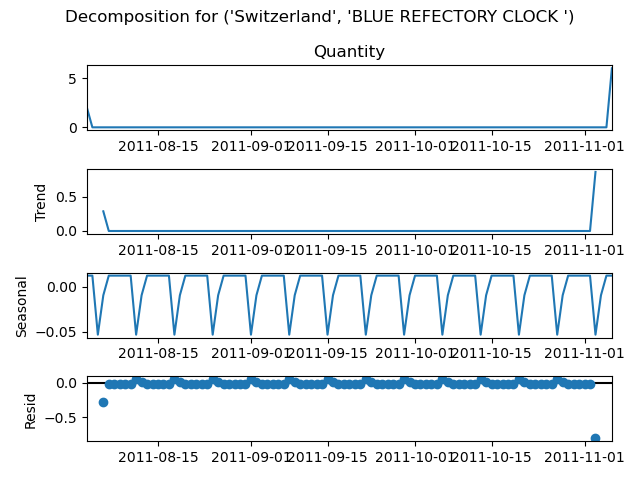 Decomposition for ('Switzerland', 'BLUE REFECTORY CLOCK ')
Quantity
5
0
2011-08-15 2011-09-01 2011-09-15 2011-10-01 2011-10-15 2011-11-01
Trend
0.5
0.0
2011-08-15 2011-09-01 2011-09-15 2011-10-01 2011-10-15 2011-11-01
Seasonal
0.00
−0.05
2011-08-15 2011-09-01 2011-09-15 2011-10-01 2011-10-15 2011-11-01
Resid
0.0
−0.5
2011-08-15 2011-09-01 2011-09-15 2011-10-01 2011-10-15 2011-11-01